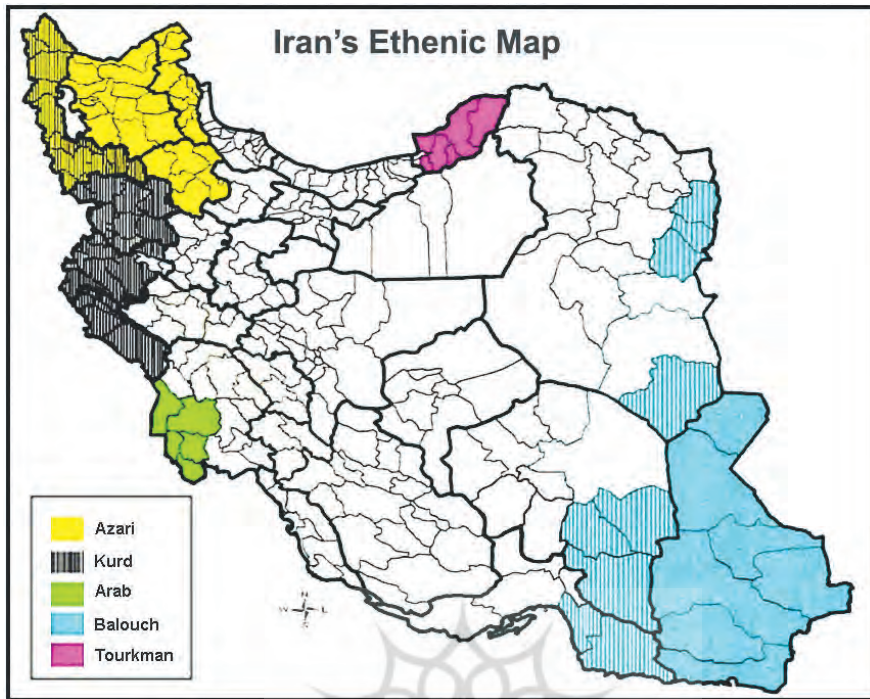 Iran's Ethenic Map
N
W L
S
Azari
Kurd
Arab
Balouch
Tourkman